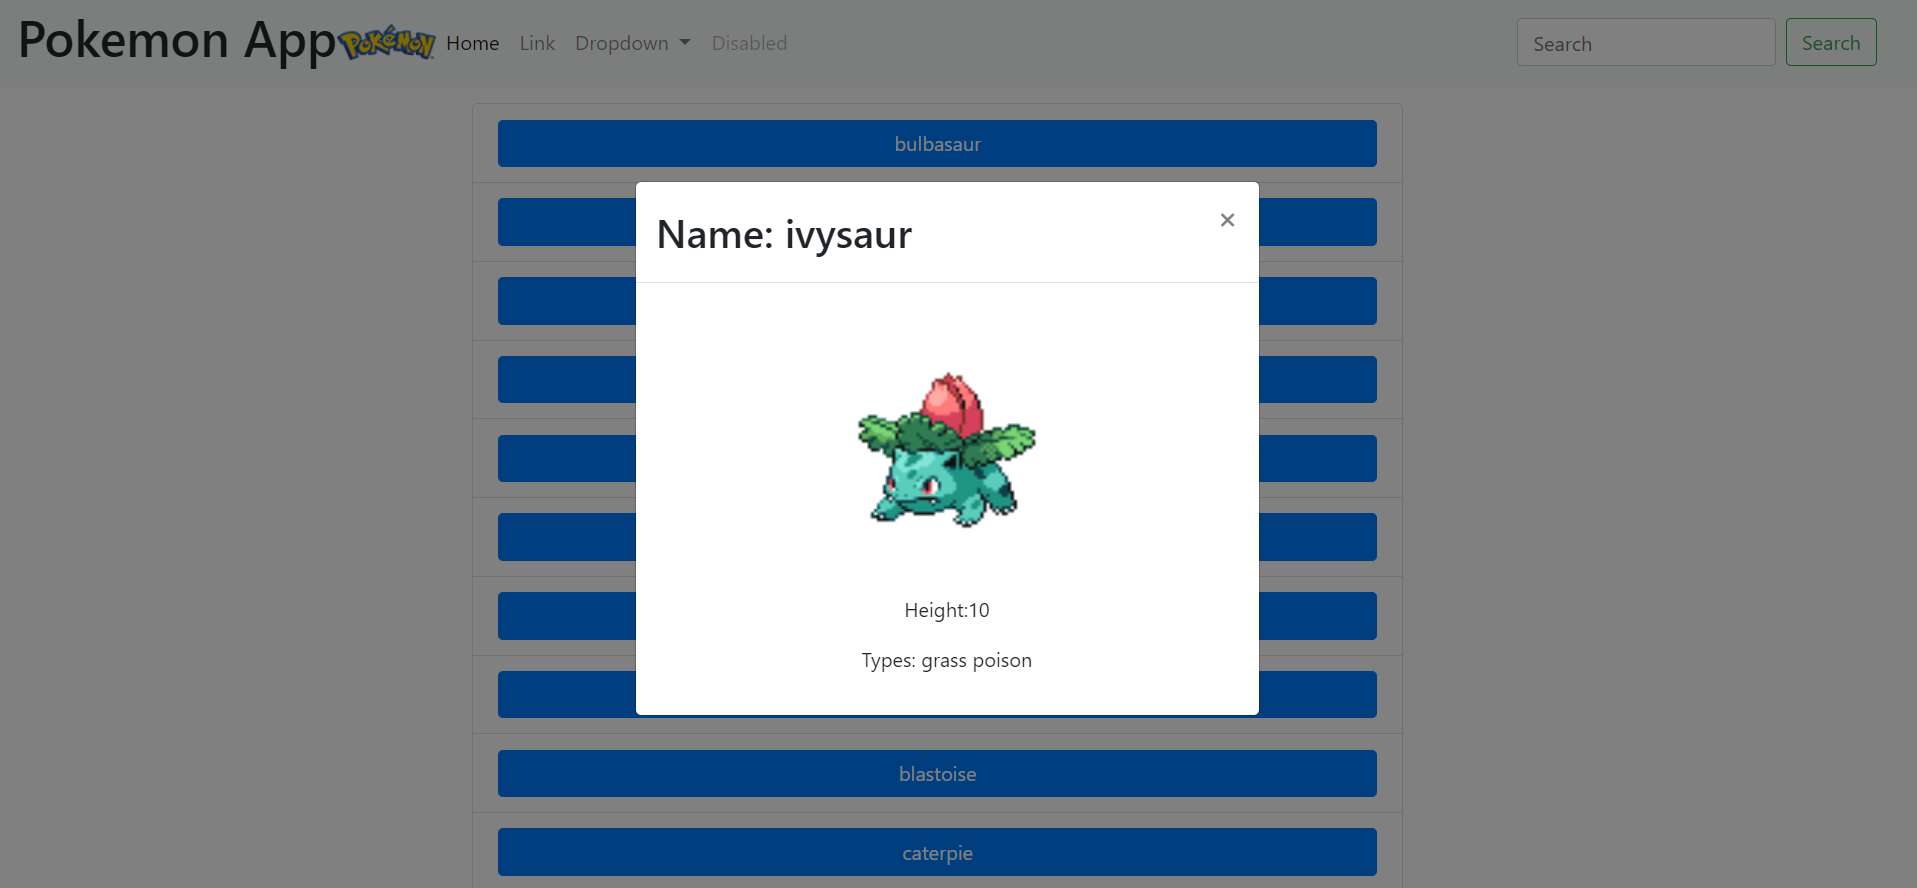 Pokemon App POKéMON Home Link Dropdown Disabled Search Search
bulbasaur
Name: ivysaur ×
Height:10
Types: grass poison
blastoise
caterpie